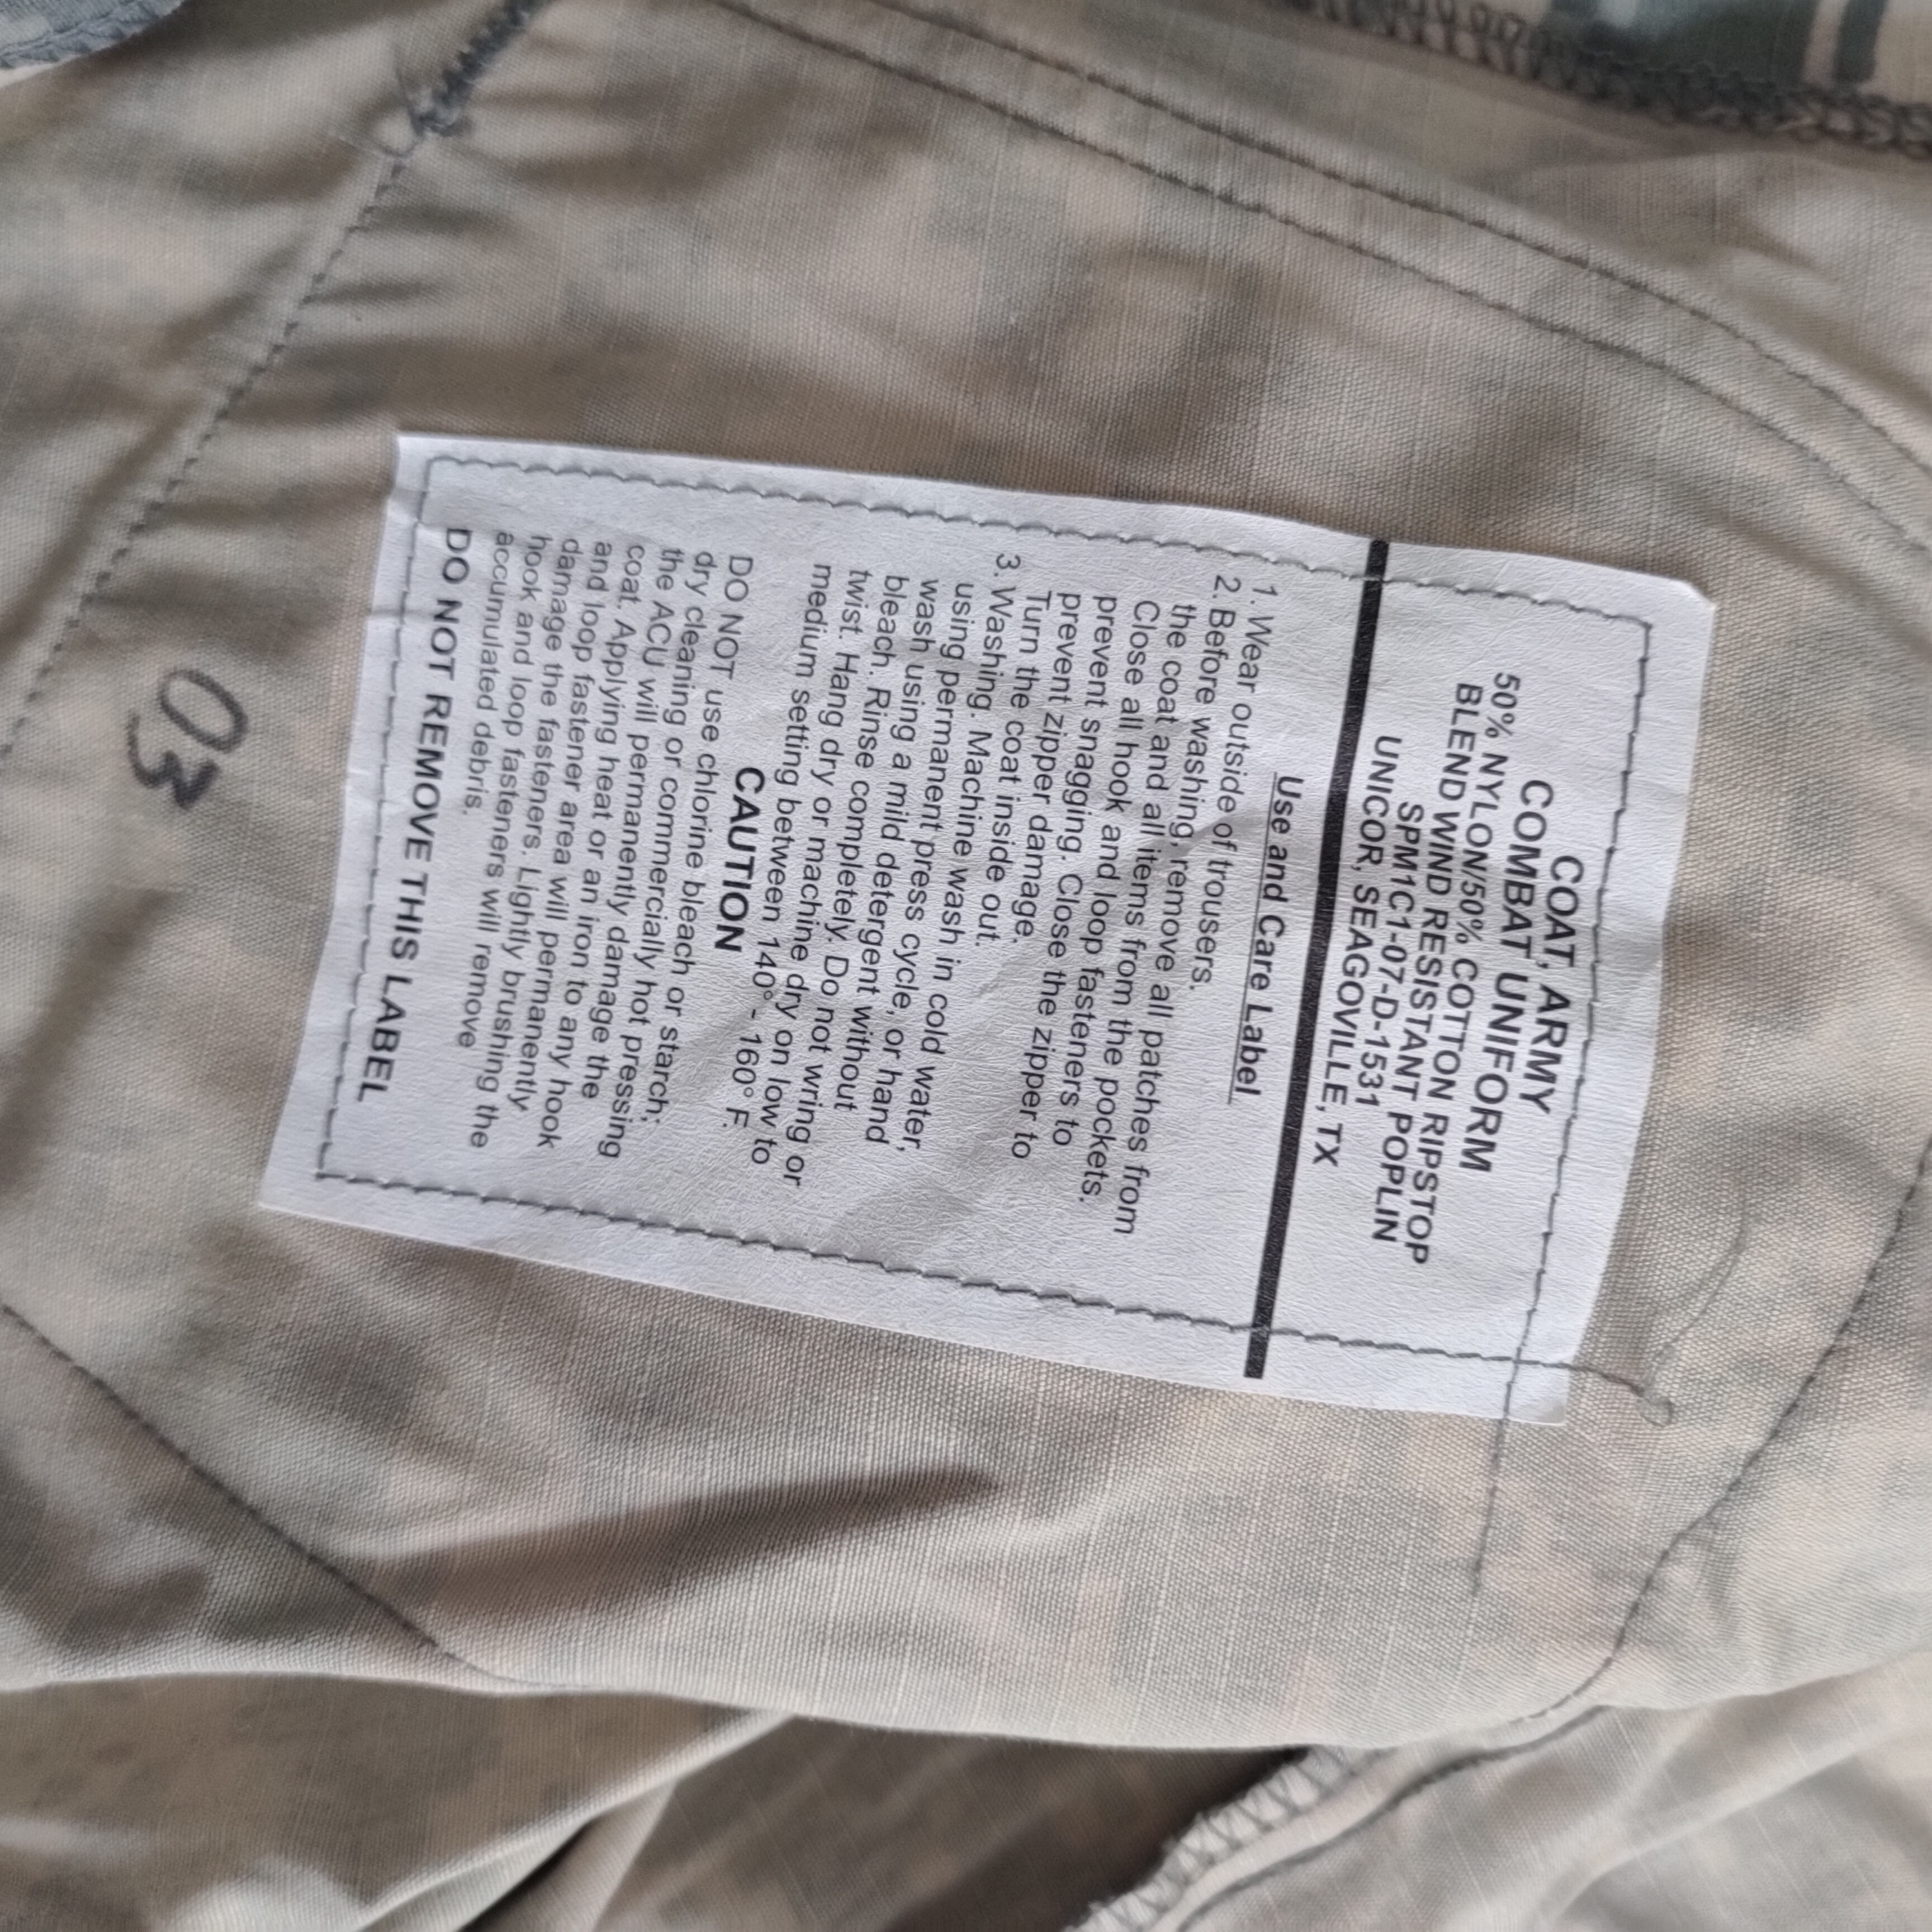 COAT, ARMY
COMBAT UNIFORM
50% NYLON/50% COTTON RIPSTOP
BLEND WIND RESISTANT POPLIN
SPM1C1-07-D-1531
UNICOR, SEAGOVILLE, TX
Use and Care Label
1. Wear outside of trousers.
2. Before washing, remove all patches from
the coat and all items from the pockets.
Close all hook and loop fasteners to
prevent snagging. Close the zipper to
prevent zipper damage.
Turn the coat inside out.
3. Washing. Machine wash in cold water,
using permanent press cycle, or hand
wash using a mild detergent without
bleach. Rinse completely. Do not wring or
twist. Hang dry or machine dry on low to
medium setting between 140° - 160° F.
CAUTION
DO NOT use chlorine bleach or starch;
dry cleaning or commercially hot pressing
the ACU will permanently damage the
coat. Applying heat or an iron to any hook
and loop fastener area will permanently
damage the fasteners. Lightly brushing the
hook and loop fasteners will remove
accumulated debris.
DO NOT REMOVE THIS LABEL
03